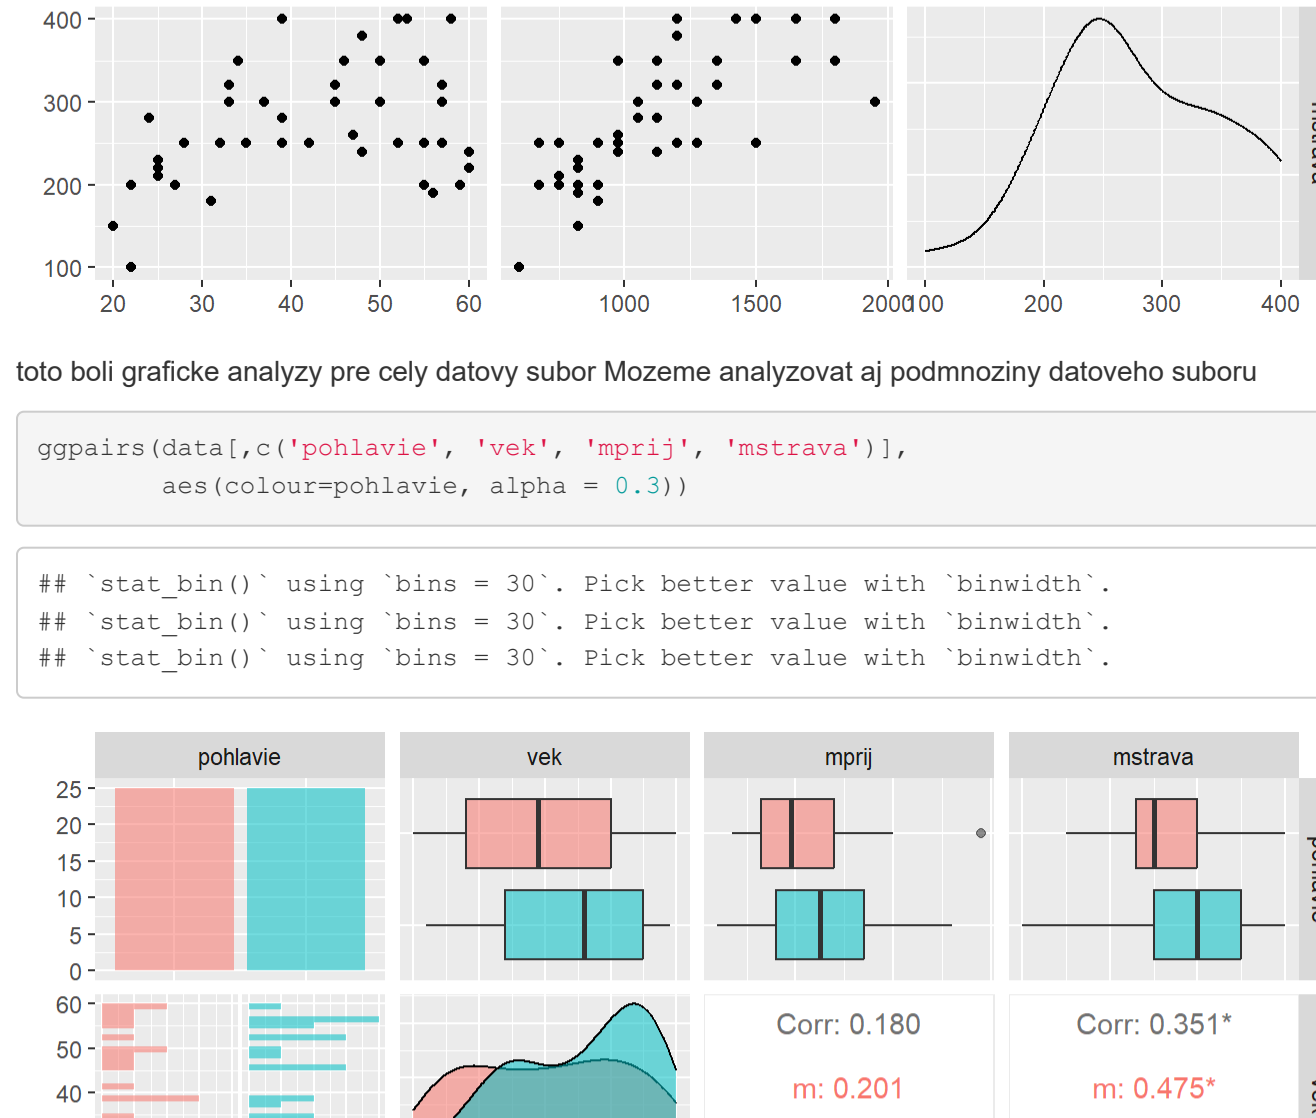 400
300
200
100
20 30 40 50 60
1000 1500 2000
100 200 300 400
mstrava
toto boli graficke analyzy pre cely datovy subor Mozeme analyzovat aj podmnoziny datoveho suboru
ggpairs(data[,c('pohlavie', 'vek', 'mprij', 'mstrava')],
aes(colour=pohlavie, alpha = 0.3))
## `stat_bin()` using `bins = 30`. Pick better value with `binwidth`.
## `stat_bin()` using `bins = 30`. Pick better value with `binwidth`.
## `stat_bin()` using `bins = 30`. Pick better value with `binwidth`.
pohlavie vek mprij mstrava
25
20
15
10
5
0
pohlavie
60
50
40
Corr: 0.180
m: 0.201
Corr: 0.351*
m: 0.475*